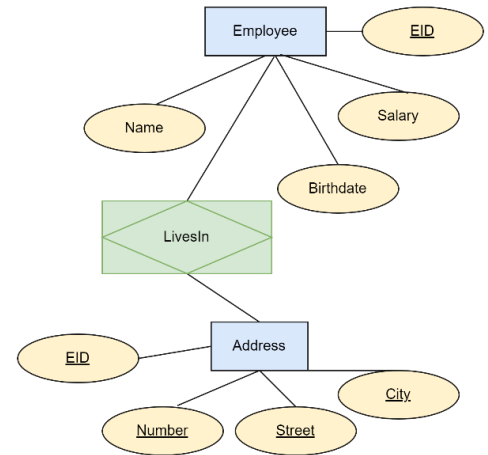 Employee
EID
Name
Salary
Birthdate
LivesIn
Address
EID
City
Number
Street